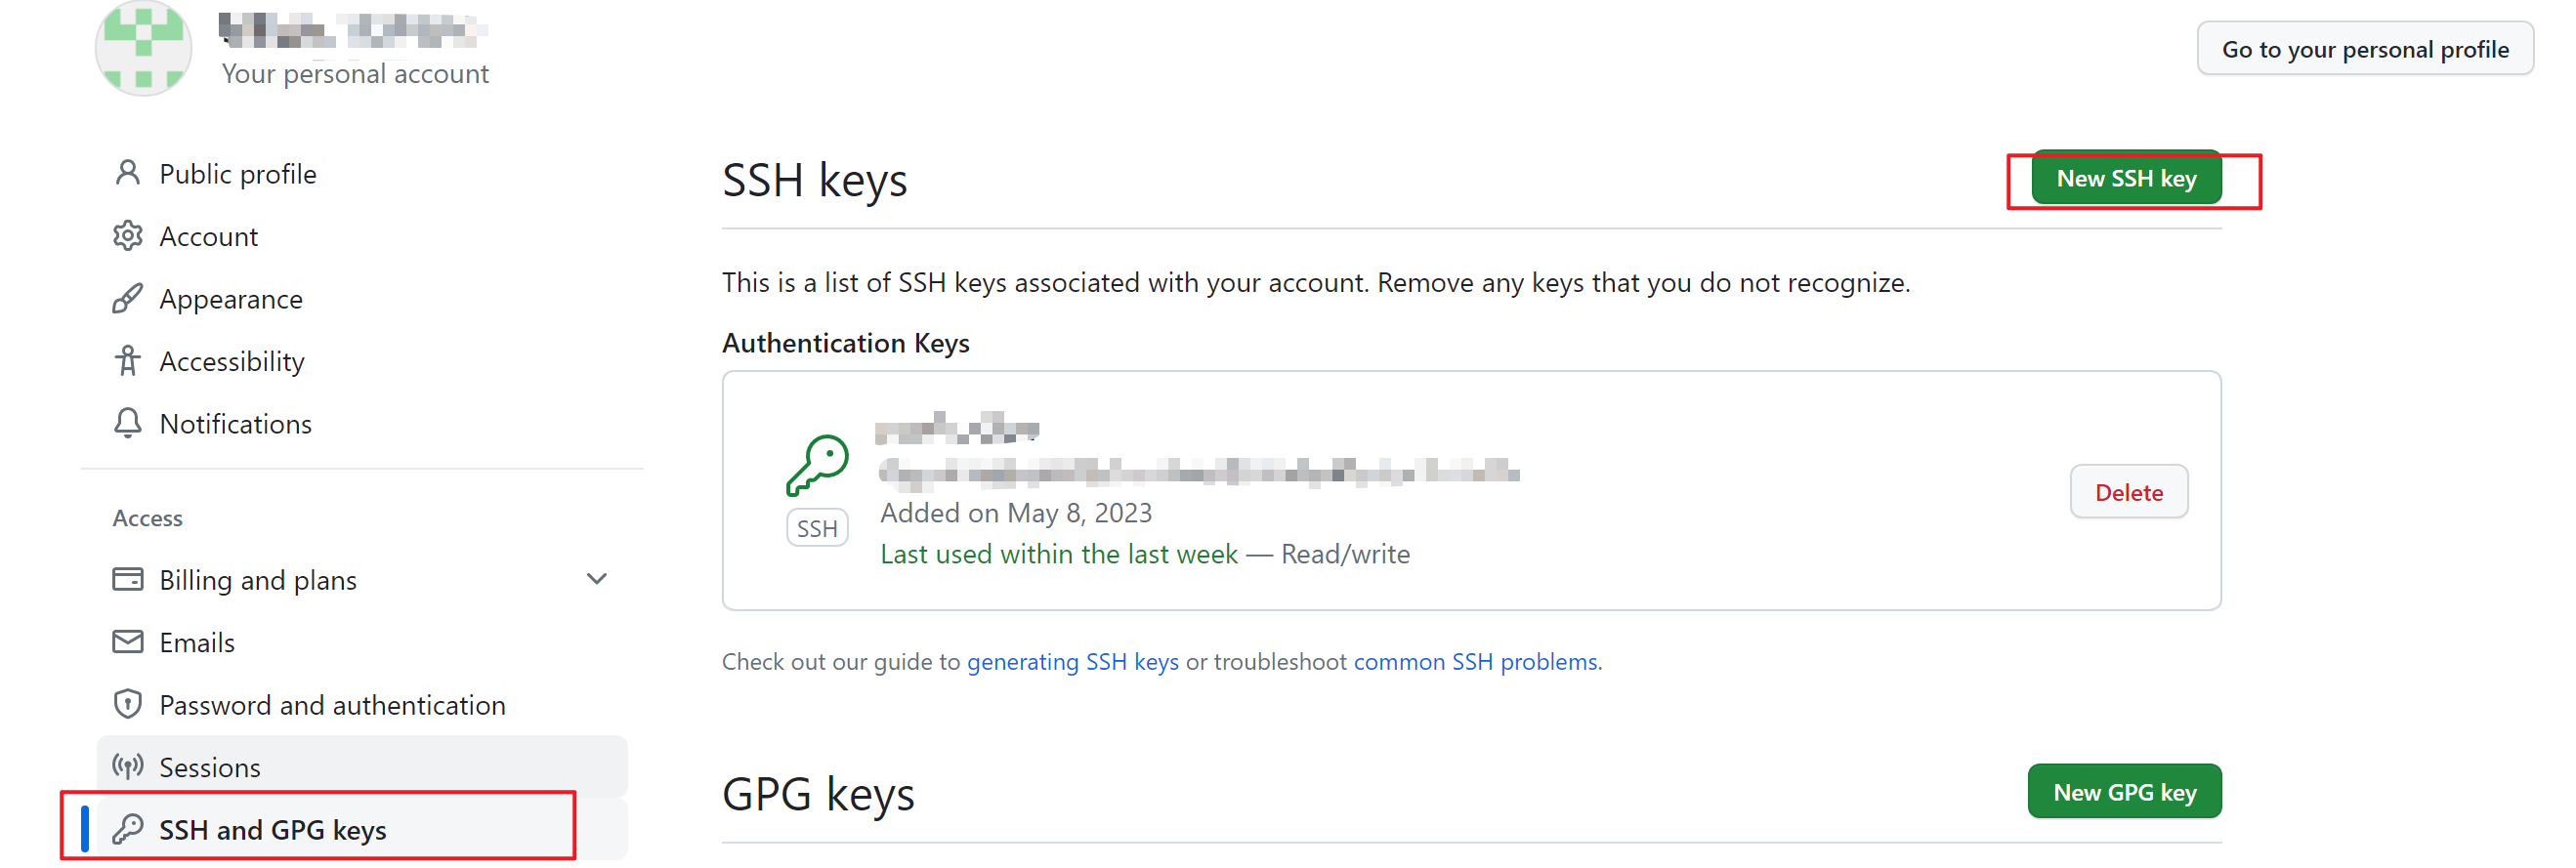 Your personal account
Go to your personal profile
Public profile
Account
Appearance
Accessibility
Notifications
Access
Billing and plans
Emails
Password and authentication
Sessions
SSH and GPG keys
SSH keys
New SSH key
This is a list of SSH keys associated with your account. Remove any keys that you do not recognize.
Authentication Keys
SSH
Added on May 8, 2023
Last used within the last week — Read/write
Delete
Check out our guide to generating SSH keys or troubleshoot common SSH problems.
GPG keys
New GPG key